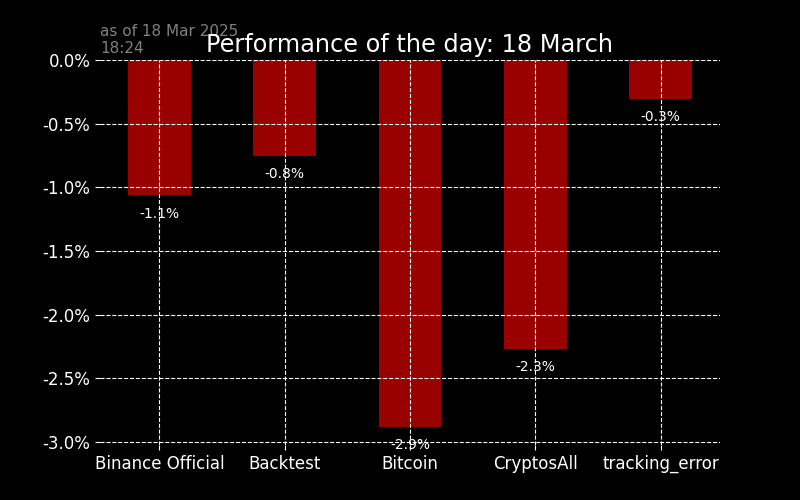 as of 18 Mar 2025
18:24
Performance of the day: 18 March
0.0%
-0.5%
-1.0%
-1.5%
-2.0%
-2.5%
-3.0%
-1.1%
-0.8%
-2.9%
-2.3%
-0.3%
Binance Official
Backtest
Bitcoin
CryptosAll
tracking_error